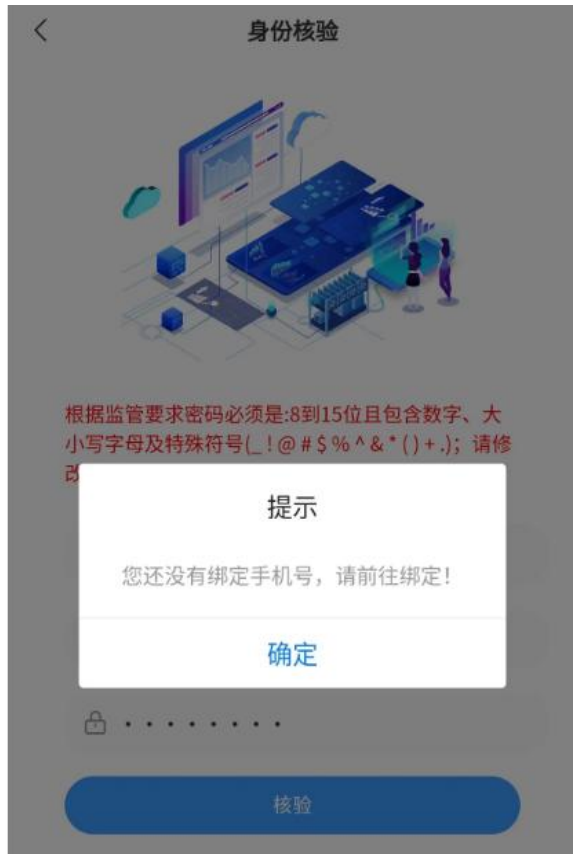 身份核验
根据监管要求密码必须是:8到15位且包含数字、大
小写字母及特殊符号(_ ! @ # $ % ^ & * ( ) + .)；请修
提示
您还没有绑定手机号，请前往绑定！
确定
核验